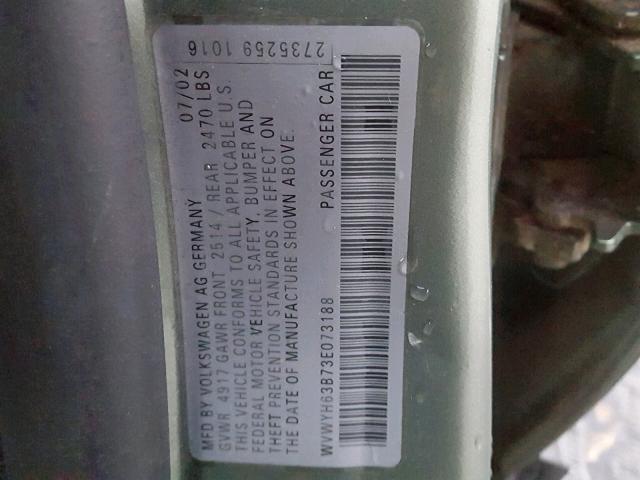 MFD BY VOLKSWAGEN AG GERMANY 07/02
GVWR 4917 GAWR FRONT 2514 / REAR 2470 LBS
THIS VEHICLE CONFORMS TO ALL APPLICABLE U.S.
FEDERAL MOTOR VEHICLE SAFETY, BUMPER AND
THEFT PREVENTION STANDARDS IN EFFECT ON
THE DATE OF MANUFACTURE SHOWN ABOVE.
WVWYH63B73E073188 PASSENGER CAR
2735259 1016